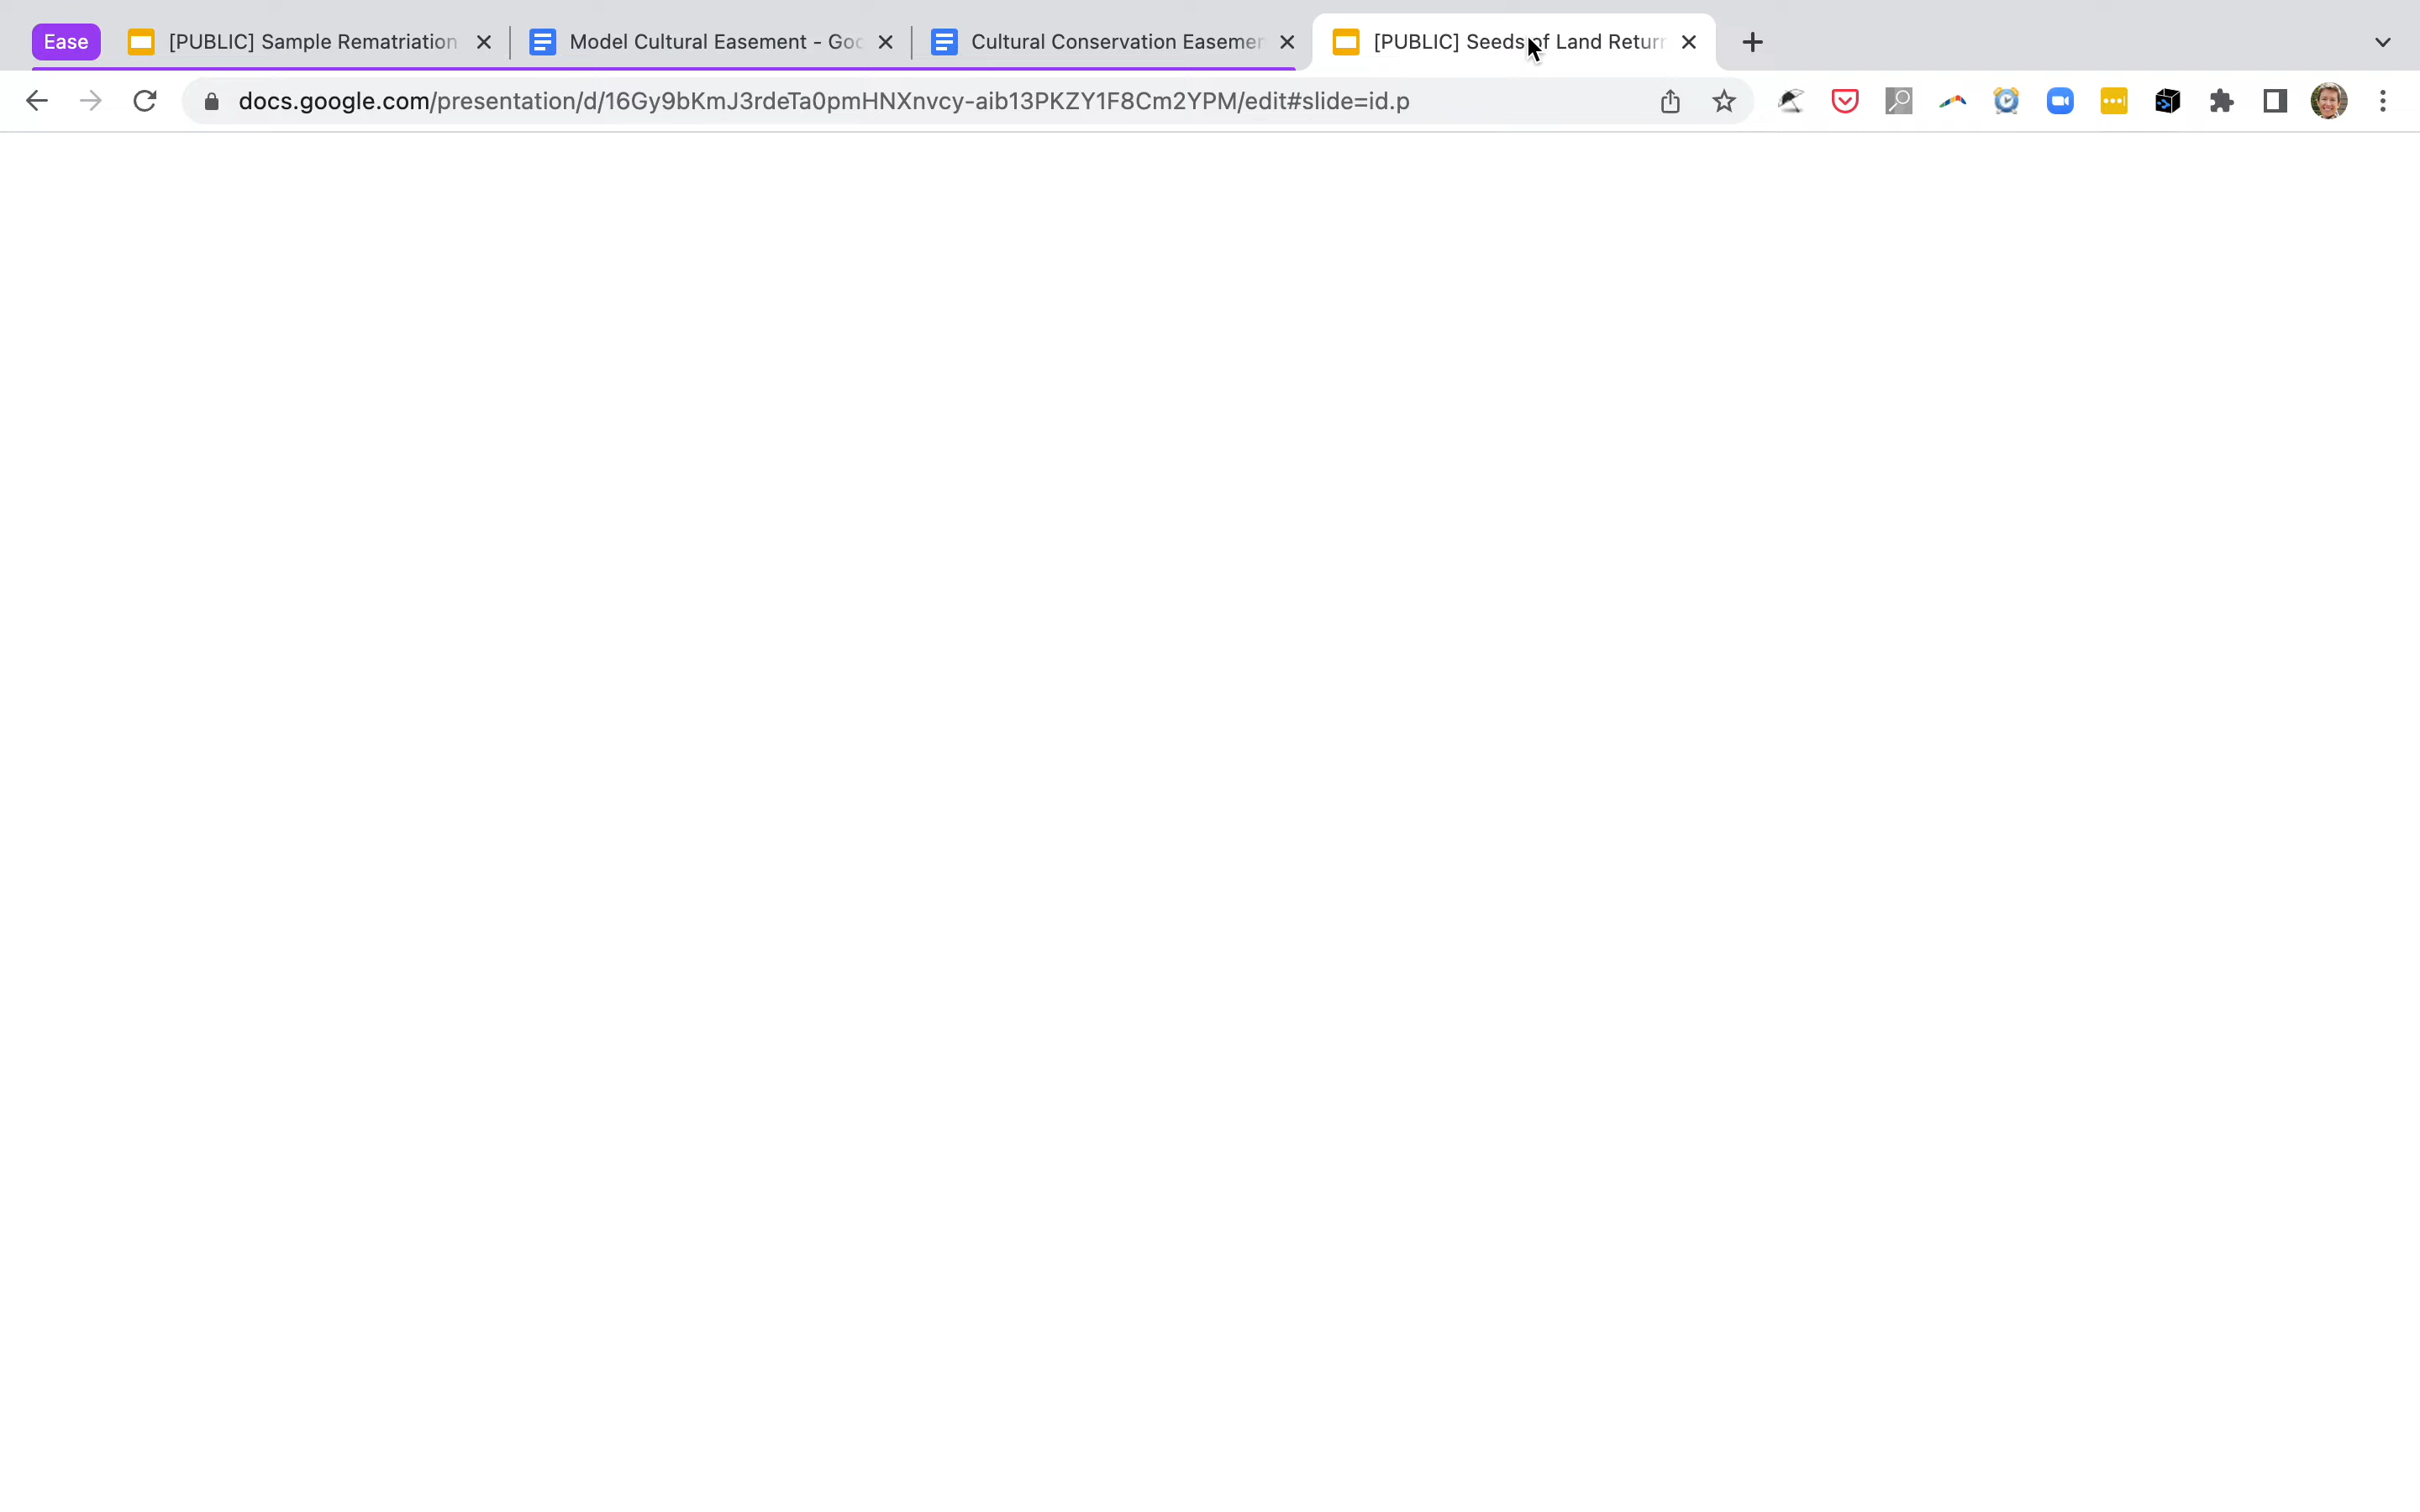 Ease
[PUBLIC] Sample Rematriation
Model Cultural Easement - Goo
Cultural Conservation Easemen
[PUBLIC] Seeds of Land Return
docs.google.com/presentation/d/16Gy9bKmJ3rdeTa0pmHNXnvcy-aib13PKZY1F8Cm2YPM/edit#slide=id.p